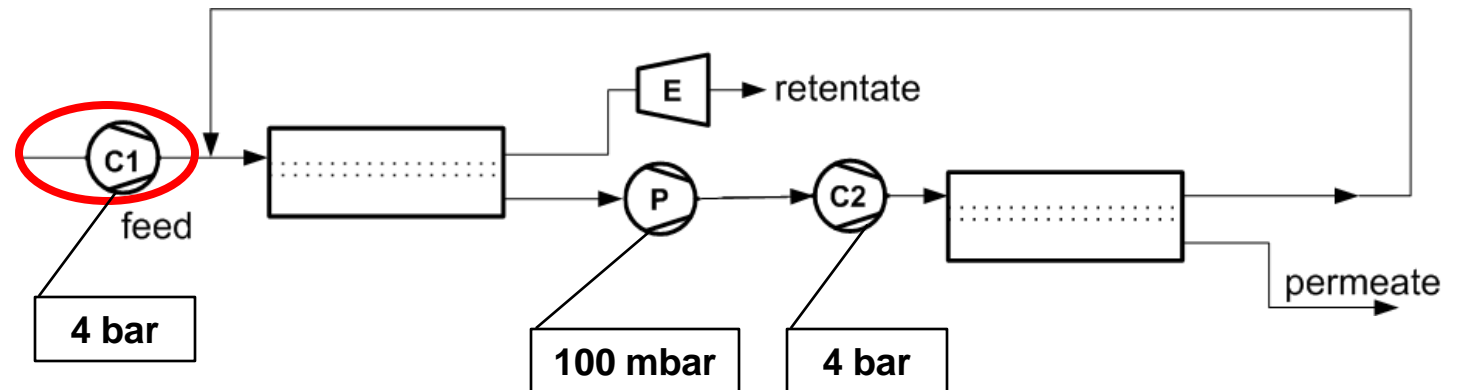 E
retentate
C1
P
C2
feed
permeate
4 bar
100 mbar
4 bar